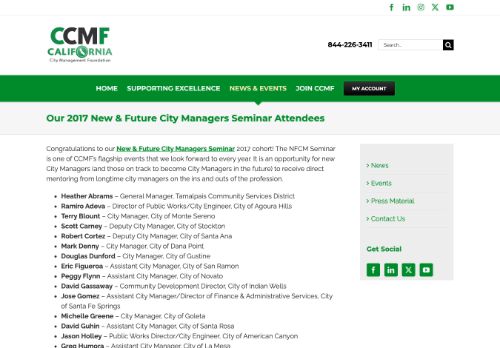 CCMF
CALIFORNIA
City Management Foundation
844-226-3411
Search...
HOME SUPPORTING EXCELLENCE NEWS & EVENTS JOIN CCMF MY ACCOUNT
Our 2017 New & Future City Managers Seminar Attendees
Congratulations to our New & Future City Managers Seminar 2017 cohort! The NFCM Seminar
is one of CCMF's flagship events that we look forward to every year. It is an opportunity for new
City Managers (and those on track to become City Managers in the future) to receive direct
mentoring from longtime city managers on the ins and outs of the profession.
Heather Abrams – General Manager, Tamalpais Community Services District
Ramiro Adeva – Director of Public Works/City Engineer, City of Agoura Hills
Terry Blount – City Manager, City of Monte Sereno
Scott Carney – Deputy City Manager, City of Stockton
Robert Cortez – Deputy City Manager, City of Santa Ana
Mark Denny – City Manager, City of Dana Point
Douglas Dunford – City Manager, City of Gustine
Eric Figueroa – Assistant City Manager, City of San Ramon
Peggy Flynn – Assistant City Manager, City of Novato
David Gassaway – Community Development Director, City of Indian Wells
Jose Gomez – Assistant City Manager/Director of Finance & Administrative Services, City
of Santa Fe Springs
Michelle Greene – City Manager, City of Goleta
David Guhin – Assistant City Manager, City of Santa Rosa
Jason Holley – Public Works Director/City Engineer, City of American Canyon
Greg Humora – Assistant City Manager, City of La Mesa
> News
> Events
> Press Material
> Contact Us
Get Social